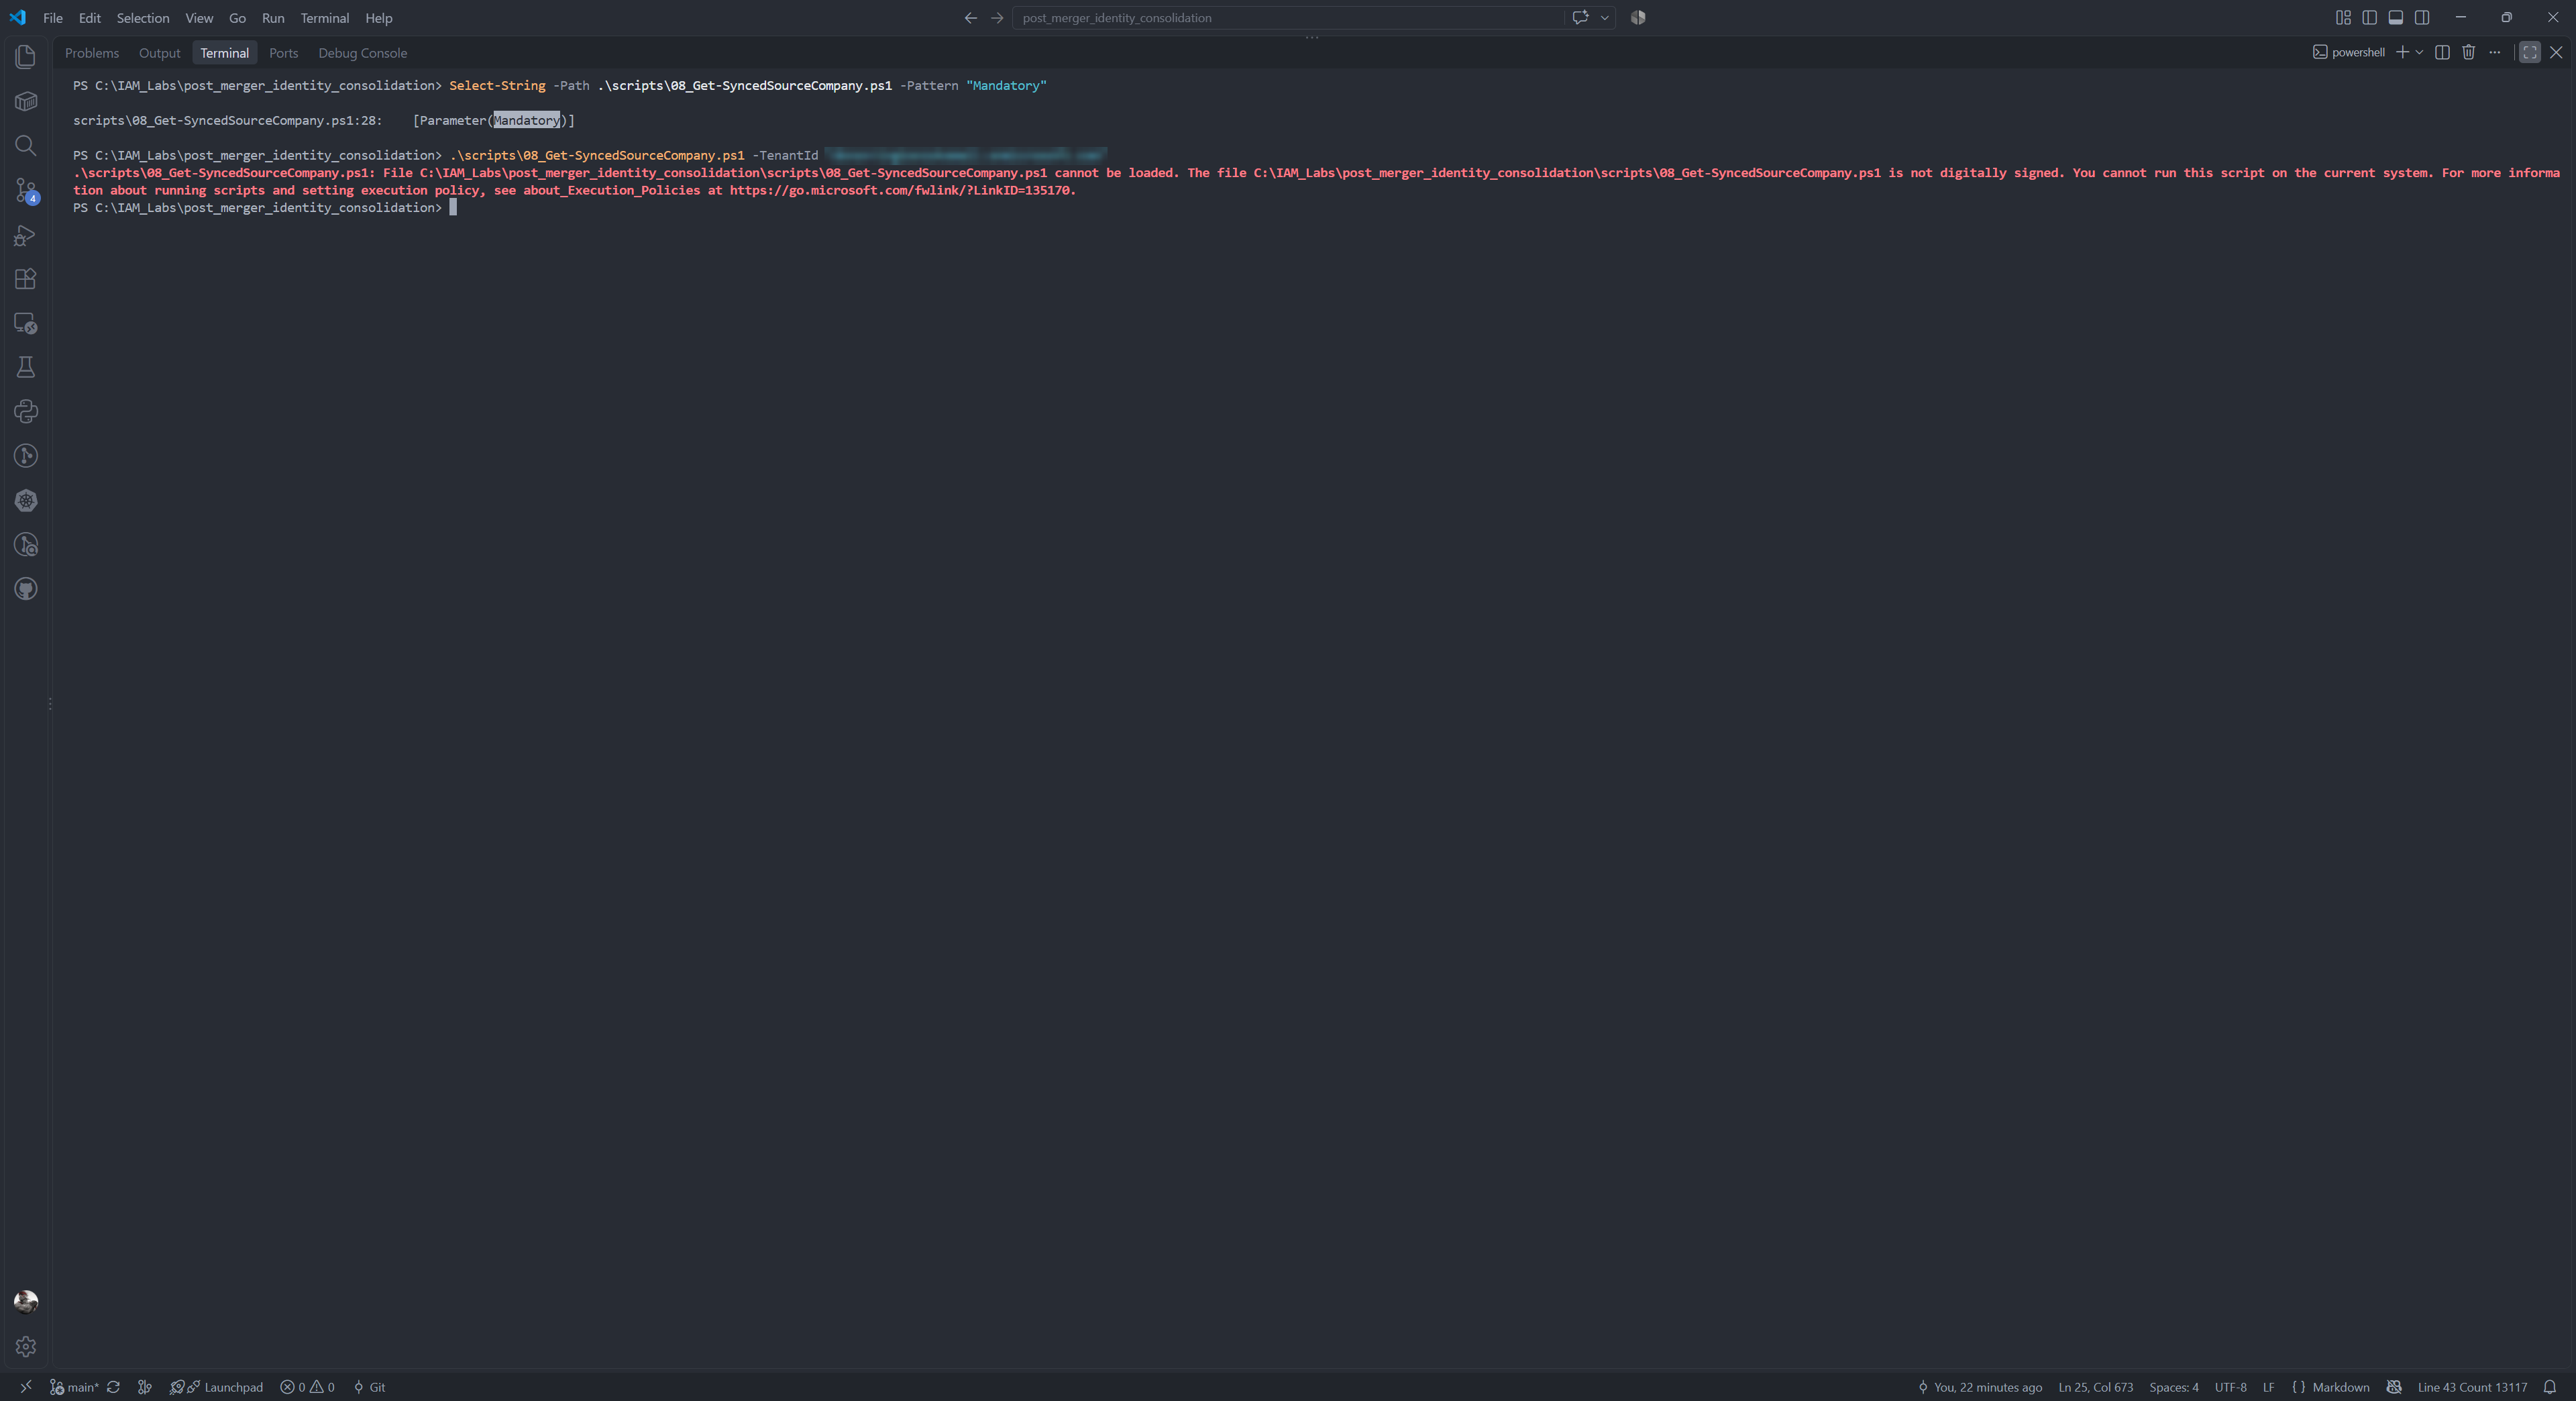 File Edit Selection View Go Run Terminal Help
post_merger_identity_consolidation
Problems Output Terminal Ports Debug Console
powershell
PS C:\IAM_Labs\post_merger_identity_consolidation> Select-String -Path .\scripts\08_Get-SyncedSourceCompany.ps1 -Pattern "Mandatory"
scripts\08_Get-SyncedSourceCompany.ps1:28:    [Parameter(Mandatory)]
PS C:\IAM_Labs\post_merger_identity_consolidation> .\scripts\08_Get-SyncedSourceCompany.ps1 -TenantId
.\scripts\08_Get-SyncedSourceCompany.ps1: File C:\IAM_Labs\post_merger_identity_consolidation\scripts\08_Get-SyncedSourceCompany.ps1 cannot be loaded. The file C:\IAM_Labs\post_merger_identity_consolidation\scripts\08_Get-SyncedSourceCompany.ps1 is not digitally signed. You cannot run this script on the current system. For more informa
tion about running scripts and setting execution policy, see about_Execution_Policies at https://go.microsoft.com/fwlink/?LinkID=135170.
PS C:\IAM_Labs\post_merger_identity_consolidation>
4
main* Launchpad 0 0 Git You, 22 minutes ago Ln 25, Col 673 Spaces: 4 UTF-8 LF { } Markdown Line 43 Count 13117